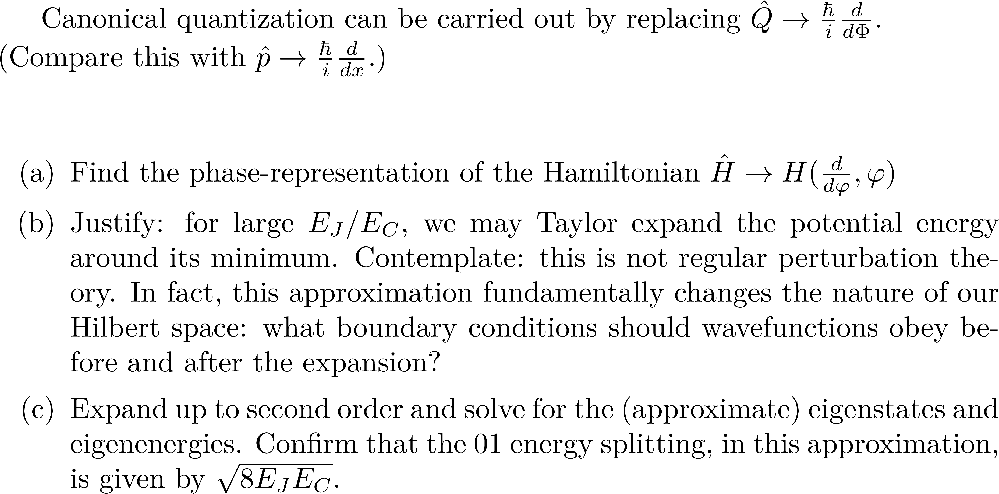 Canonical quantization can be carried out by replacing $\hat{Q} \to \frac{\hbar}{i} \frac{d}{d\Phi}$.
(Compare this with $\hat{p} \to \frac{\hbar}{i} \frac{d}{dx}$.)
(a) Find the phase-representation of the Hamiltonian $\hat{H} \to H(\frac{d}{d\varphi}, \varphi)$
(b) Justify: for large $E_J/E_C$, we may Taylor expand the potential energy
around its minimum. Contemplate: this is not regular perturbation the-
ory. In fact, this approximation fundamentally changes the nature of our
Hilbert space: what boundary conditions should wavefunctions obey be-
fore and after the expansion?
(c) Expand up to second order and solve for the (approximate) eigenstates and
eigenenergies. Confirm that the 01 energy splitting, in this approximation,
is given by $\sqrt{8E_JE_C}$.